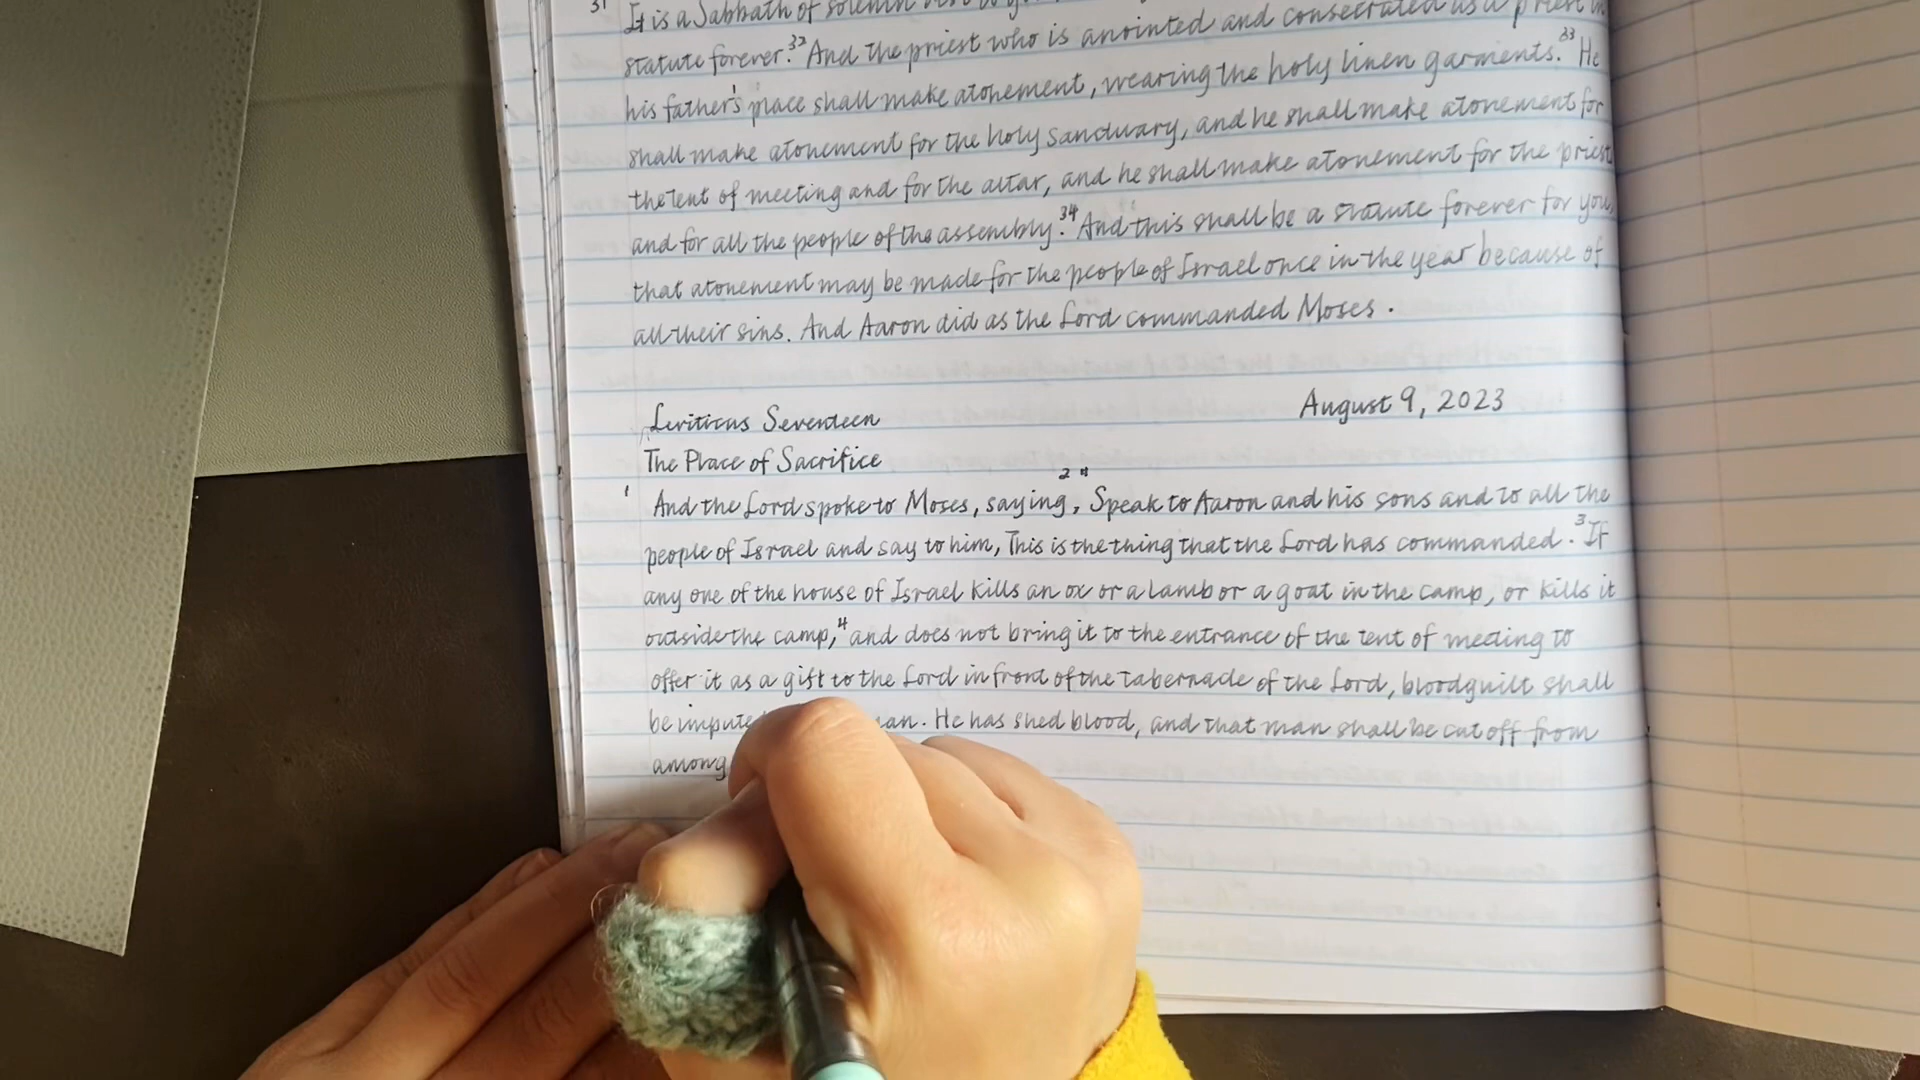 31 It is a Sabbath of solemn
statute forever. 32 And the priest who is anointed and consecrated as a priest in
his father's place shall make atonement, wearing the holy linen garments. 33 He
shall make atonement for the holy sanctuary, and he shall make atonement for
the tent of meeting and for the altar, and he shall make atonement for the priest
and for all the people of the assembly. 34 And this shall be a statute forever for you,
that atonement may be made for the people of Israel once in the year because of
all their sins. And Aaron did as the Lord commanded Moses.
Leviticus Seventeen August 9, 2023
The Place of Sacrifice
1 And the Lord spoke to Moses, saying, 2 "Speak to Aaron and his sons and to all the
people of Israel and say to him, This is the thing that the Lord has commanded. 3 If
any one of the house of Israel kills an ox or a lamb or a goat in the camp, or kills it
outside the camp, 4 and does not bring it to the entrance of the tent of meeting to
offer it as a gift to the Lord in front of the tabernacle of the Lord, bloodguilt shall
be He has shed blood, and that man shall be cut off from
among